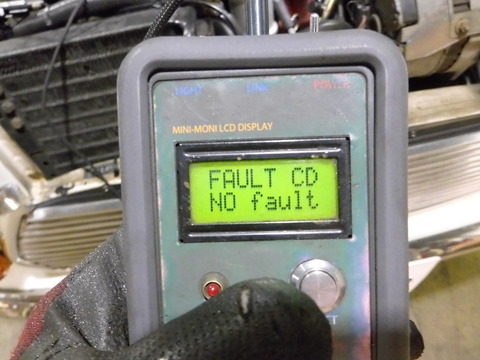 LIGHT LINK POWER
MINI-MONI LCD DISPLAY
FAULT CD
NO fault